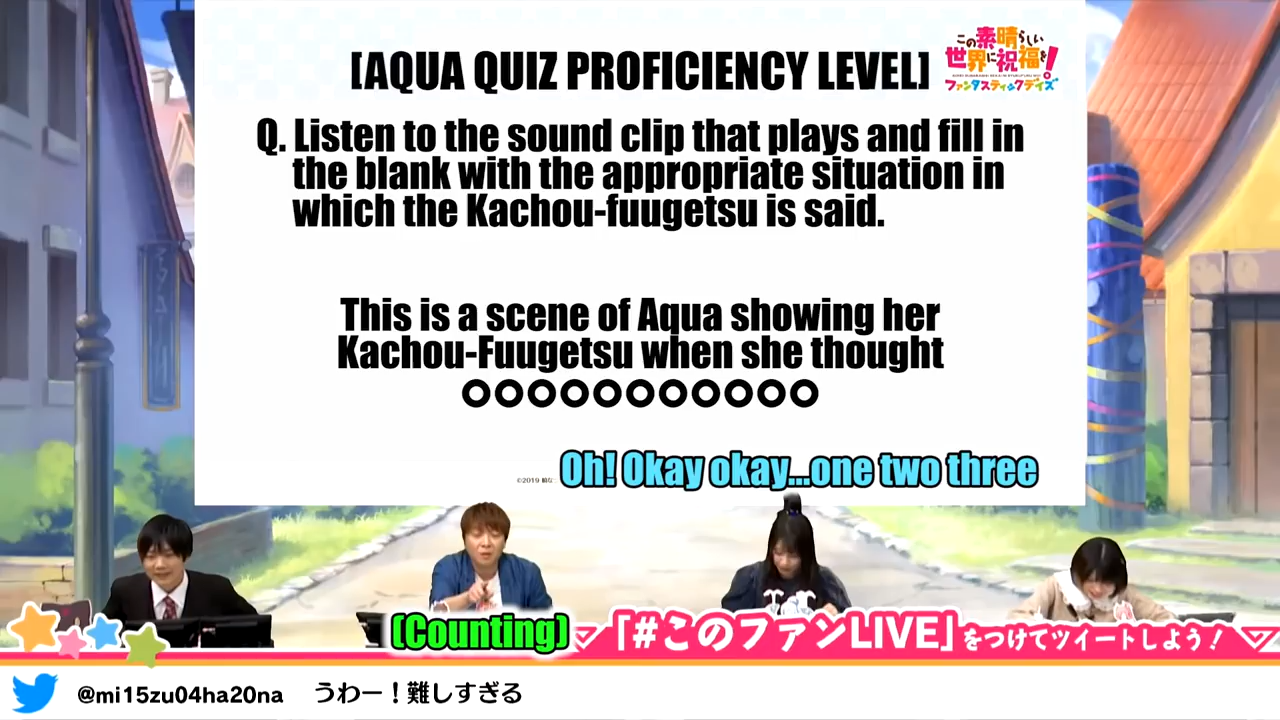 [AQUA QUIZ PROFICIENCY LEVEL]
この素晴らしい
世界に祝福を!
ファンタスティックデイズ
Q. Listen to the sound clip that plays and fill in
the blank with the appropriate situation in
which the Kachou-fuugetsu is said.
This is a scene of Aqua showing her
Kachou-Fuugetsu when she thought
○○○○○○○○○○○
Oh! Okay okay...one two three
©2019
(Counting)
「#このファンLIVE」をつけてツイートしよう!
@mi15zu04ha20na うわー!難しすぎる